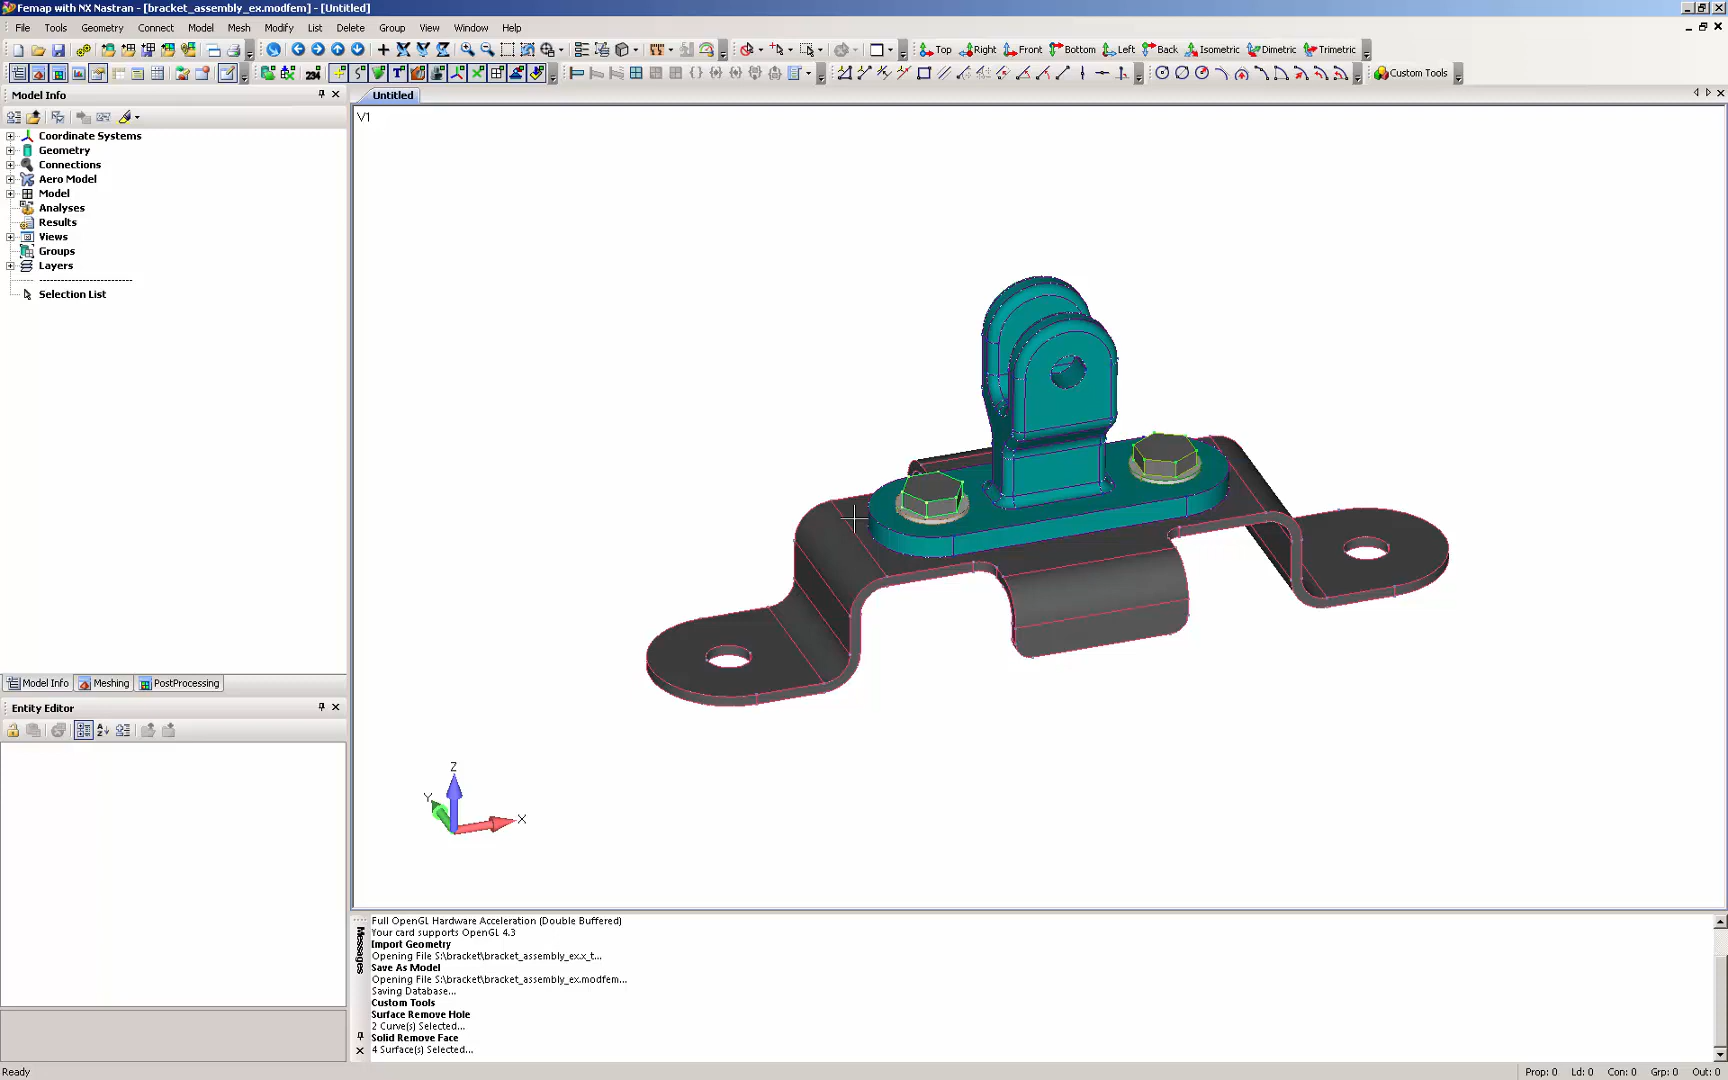 Femap with NX Nastran - [bracket_assembly_ex.modfem] - [Untitled]
File Tools Geometry Connect Model Mesh Modify List Delete Group View Window Help
Top Right Front Bottom Left Back Isometric Dimetric Trimetric
234 Custom Tools
Model Info
Untitled
V1
Coordinate Systems
Geometry
Connections
Aero Model
Model
Analyses
Results
Views
Groups
Layers
Selection List
Model Info Meshing PostProcessing
Entity Editor
Z
Y
X
Messages
Full OpenGL Hardware Acceleration (Double Buffered)
Your card supports OpenGL 4.3
Import Geometry
Opening File S:\bracket\bracket_assembly_ex.x_t...
Save As Model
Opening File S:\bracket\bracket_assembly_ex.modfem...
Saving Database...
Custom Tools
Surface Remove Hole
2 Curve(s) Selected...
Solid Remove Face
4 Surface(s) Selected...
Ready Prop: 0 Ld: 0 Con: 0 Grp: 0 Out: 0